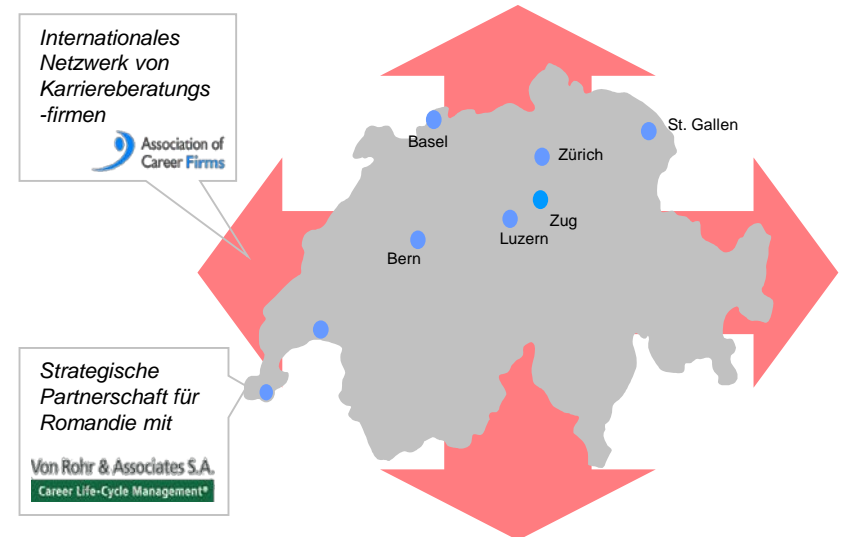 Internationales
Netzwerk von
Karriereberatungs
-firmen
Association of
Career Firms
Basel
St. Gallen
Zürich
Zug
Luzern
Bern
Strategische
Partnerschaft für
Romandie mit
Von Rohr & Associates S.A.
Career Life-Cycle Management®